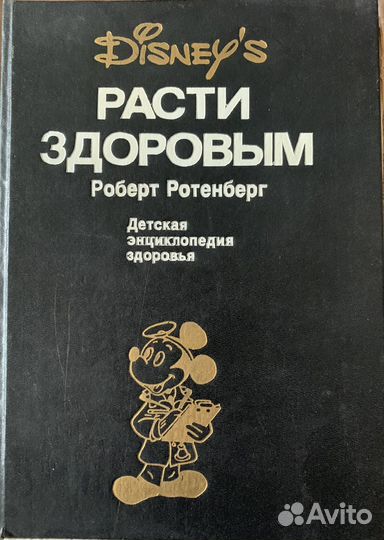 Disney's
РАСТИ
ЗДОРОВЫМ
Роберт Ротенберг
Детская
энциклопедия
здоровья
Avito